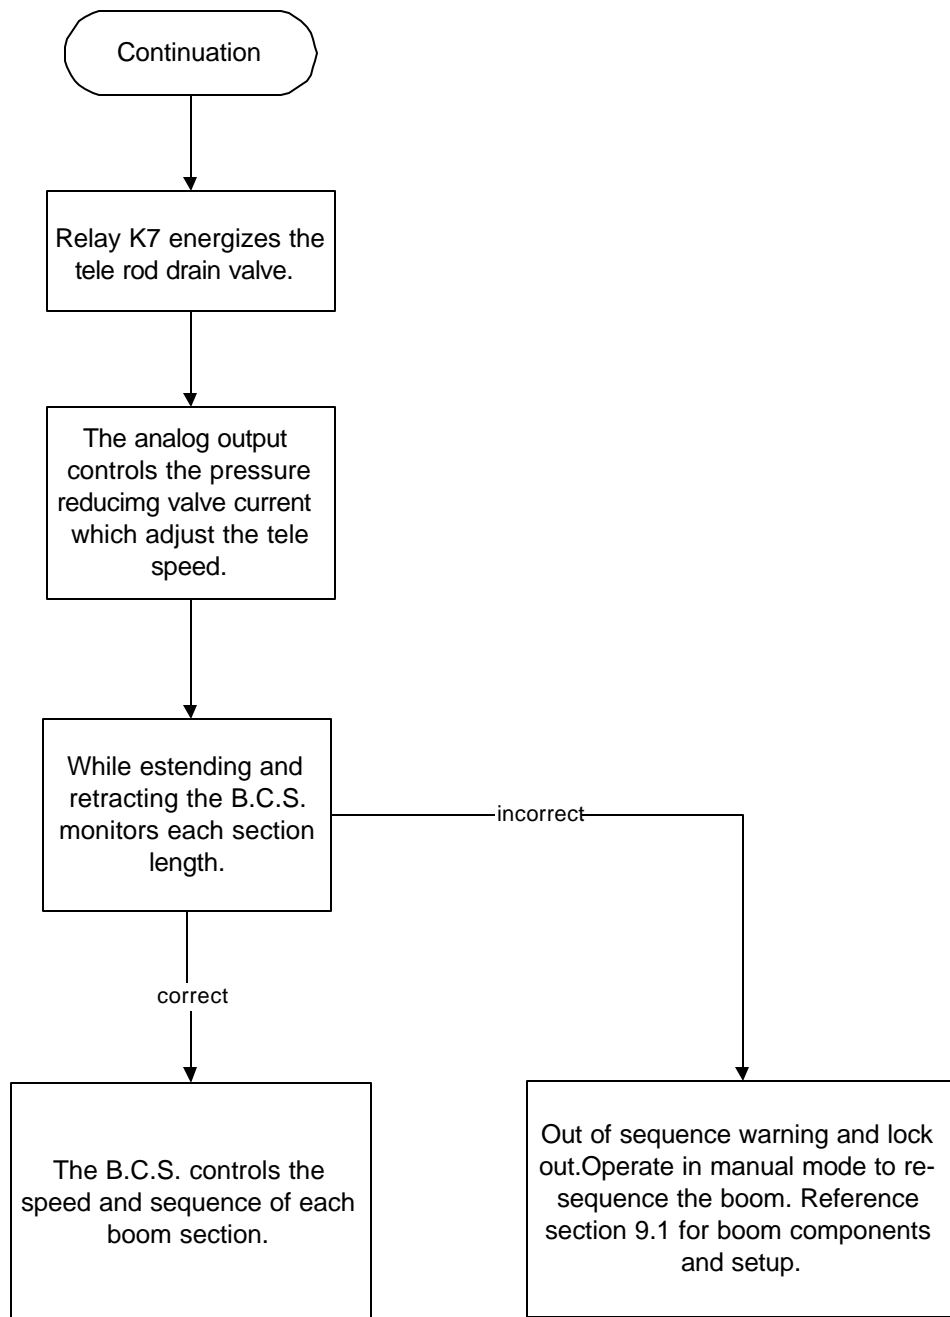 Continuation
Relay K7 energizes the
tele rod drain valve.
The analog output
controls the pressure
reducimg valve current
which adjust the tele
speed.
While estending and
retracting the B.C.S.
monitors each section
length.
incorrect
correct
The B.C.S. controls the
speed and sequence of each
boom section.
Out of sequence warning and lock
out.Operate in manual mode to re-
sequence the boom. Reference
section 9.1 for boom components
and setup.